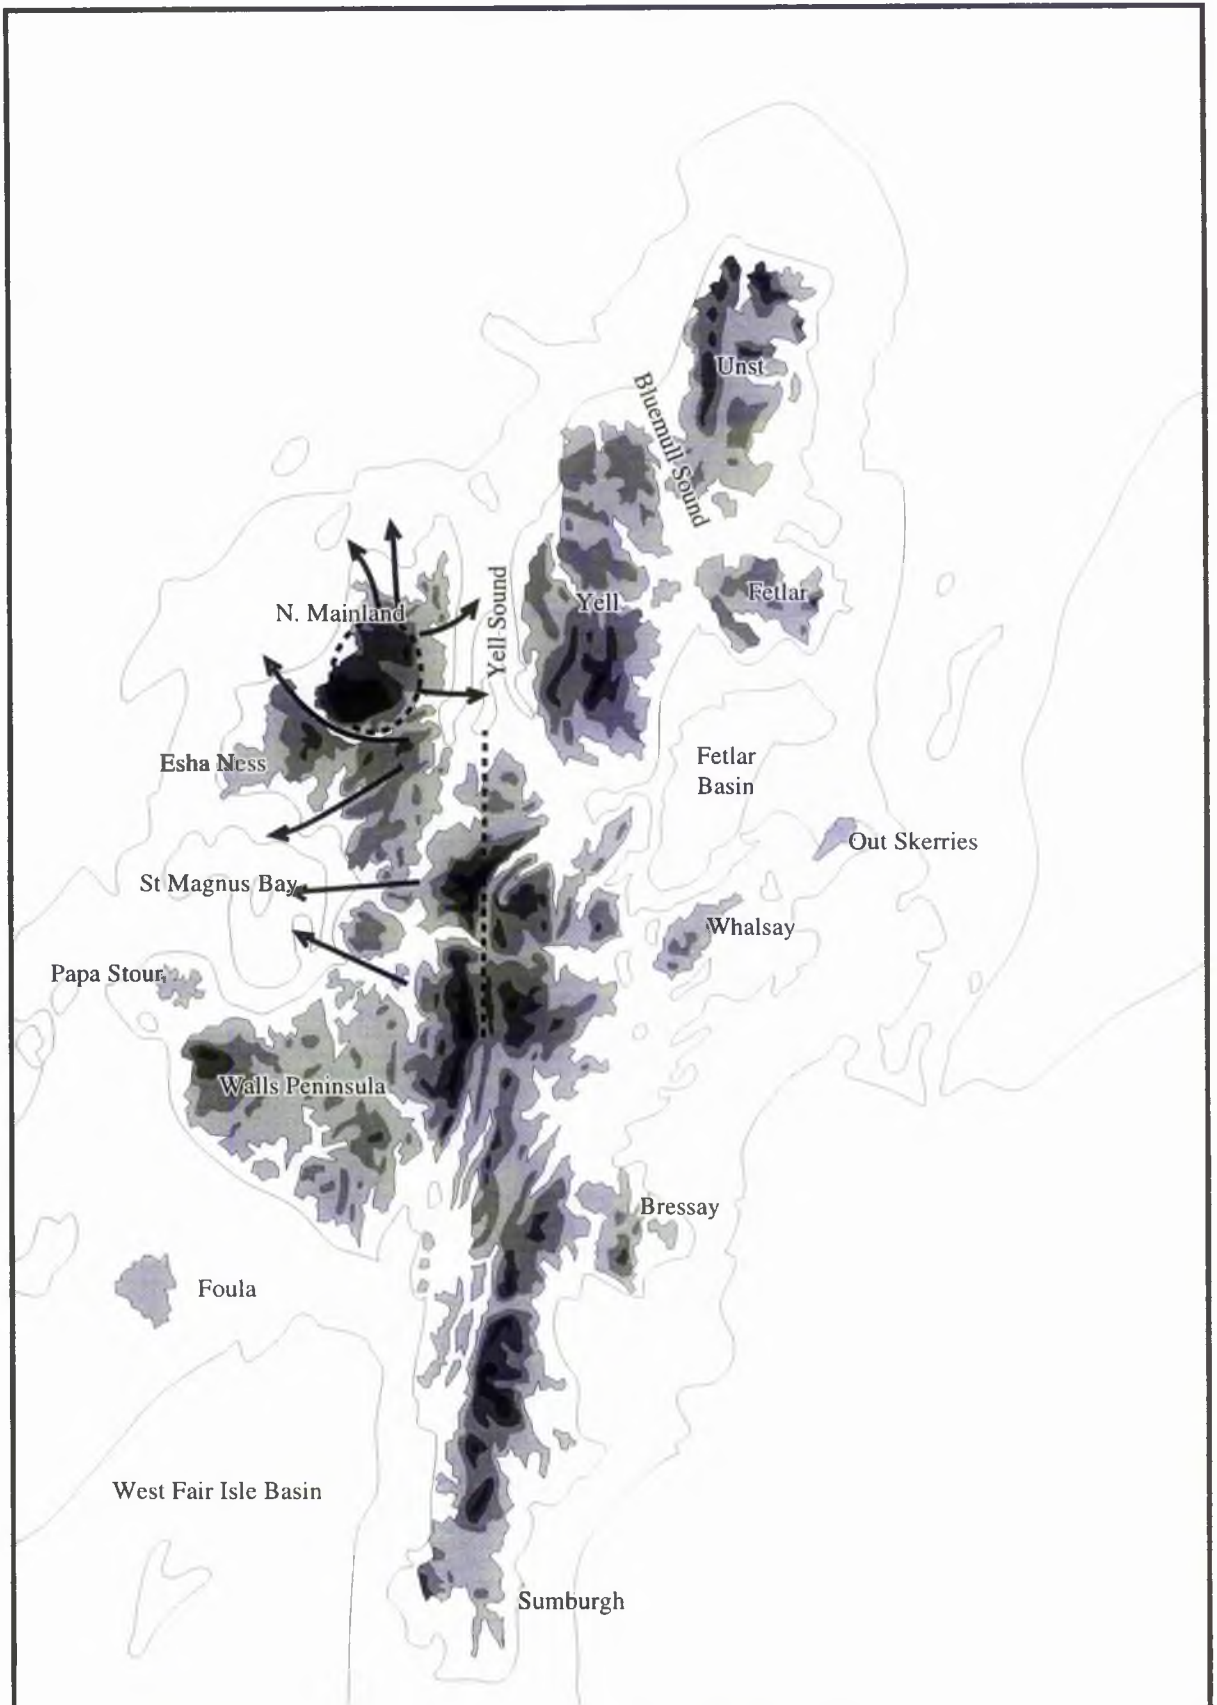 Unst
Bluemull Sound
Yell
Fetlar
N. Mainland
Yell Sound
Esha Ness
Fetlar
Basin
Out Skerries
St Magnus Bay
Whalsay
Papa Stour
Walls Peninsula
Bressay
Foula
West Fair Isle Basin
Sumburgh